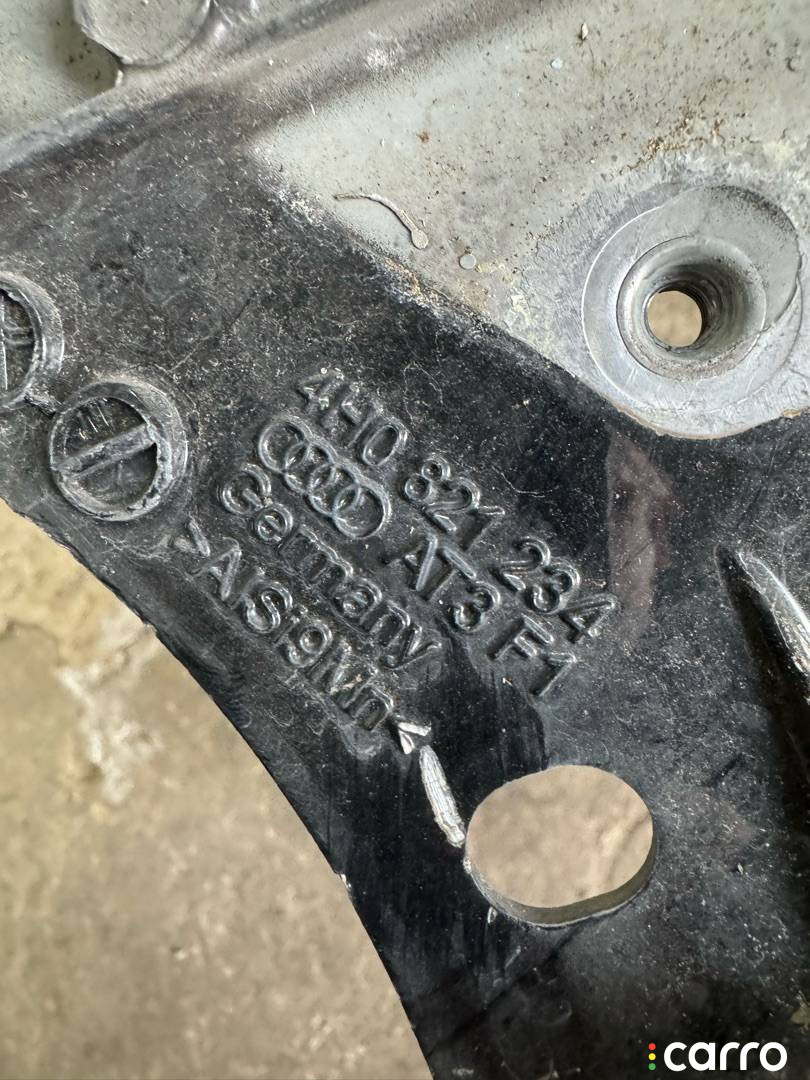 4H0 821 234
AT3 F1
Germany
>AlSi9Mn<
carro